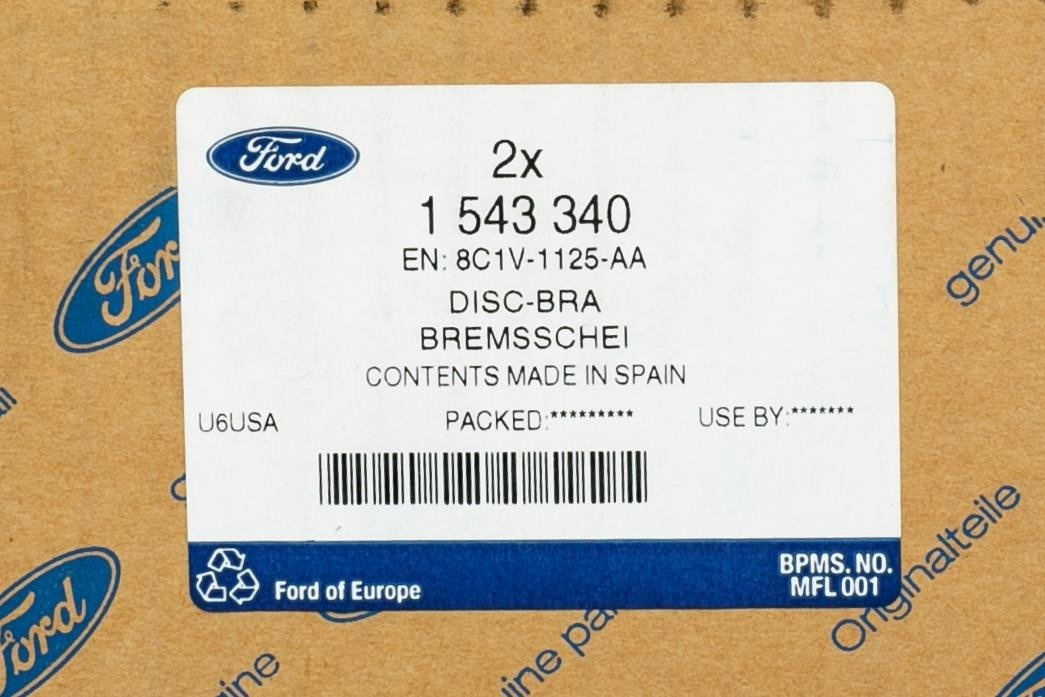 Ford
2x
1 543 340
EN: 8C1V-1125-AA
DISC-BRA
BREMSSCHEI
CONTENTS MADE IN SPAIN
U6USA PACKED:********* USE BY:*******
Ford of Europe
BPMS. NO.
MFL 001
Ford
genui
Originalteile
Ford
ine
ine pa